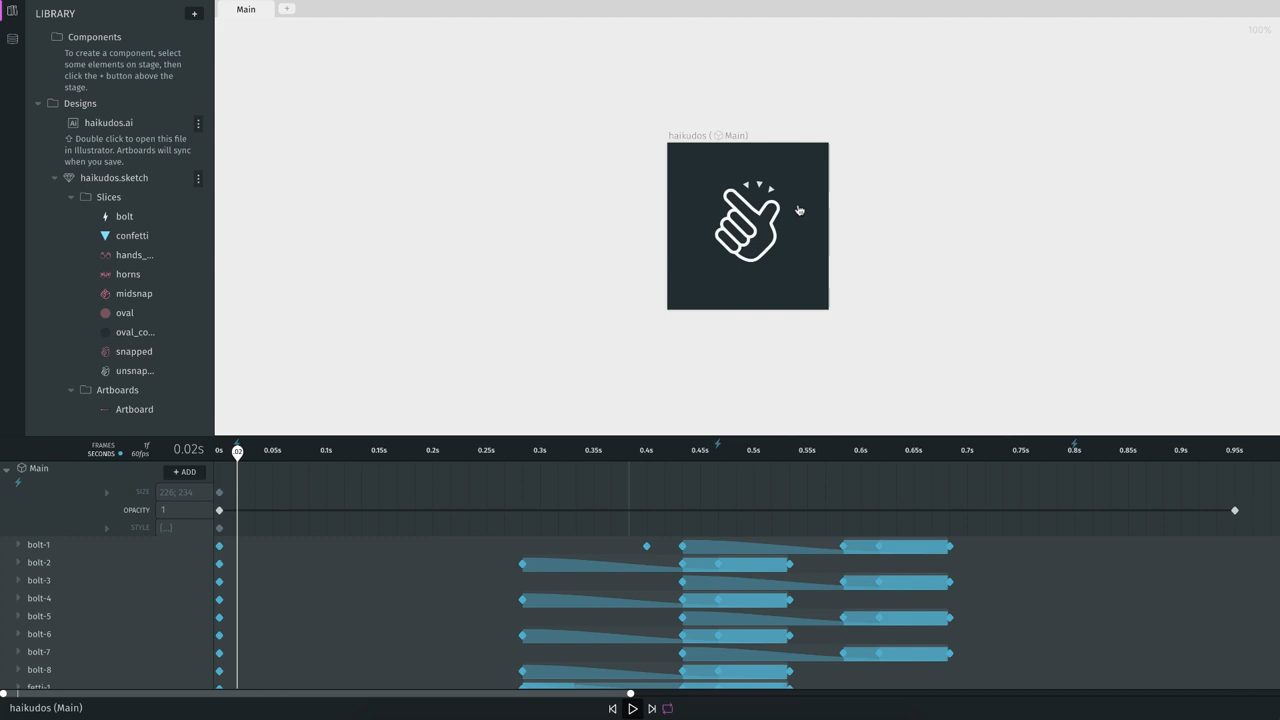 LIBRARY
+
Main
+
100%
Components
To create a component, select
some elements on stage, then
click the + button above the
stage.
Designs
Ai
haikudos.ai
Double click to open this file
in Illustrator. Artboards will sync
when you save.
haikudos.sketch
Slices
bolt
confetti
hands_...
horns
midsnap
oval
oval_co...
snapped
unsnap...
Artboards
Artboard
haikudos ( Main)
FRAMES
SECONDS
1f
60fps
0.02s
0s
.02
0.05s
0.1s
0.15s
0.2s
0.25s
0.3s
0.35s
0.4s
0.45s
0.5s
0.55s
0.6s
0.65s
0.7s
0.75s
0.8s
0.85s
0.9s
0.95s
Main
+ ADD
SIZE
226; 234
OPACITY
1
STYLE
[...]
bolt-1
bolt-2
bolt-3
bolt-4
bolt-5
bolt-6
bolt-7
bolt-8
fetti-1
haikudos (Main)